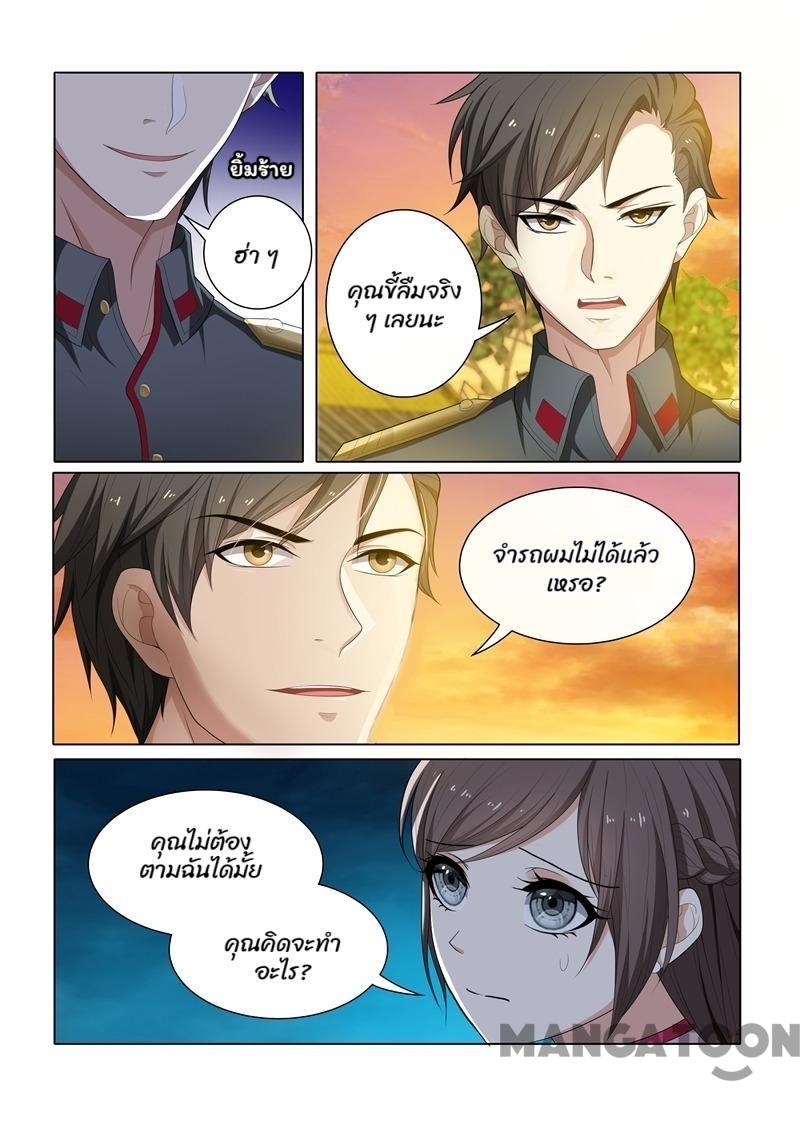 ยิ้มร้าย
ฮ่า ๆ
คุณขี้ลืมจริง
ๆ เลยนะ
จำรถผมไม่ได้แล้ว
เหรอ?
คุณไม่ต้อง
ตามฉันได้มั้ย
คุณคิดจะทำ
อะไร?
MANGATOON